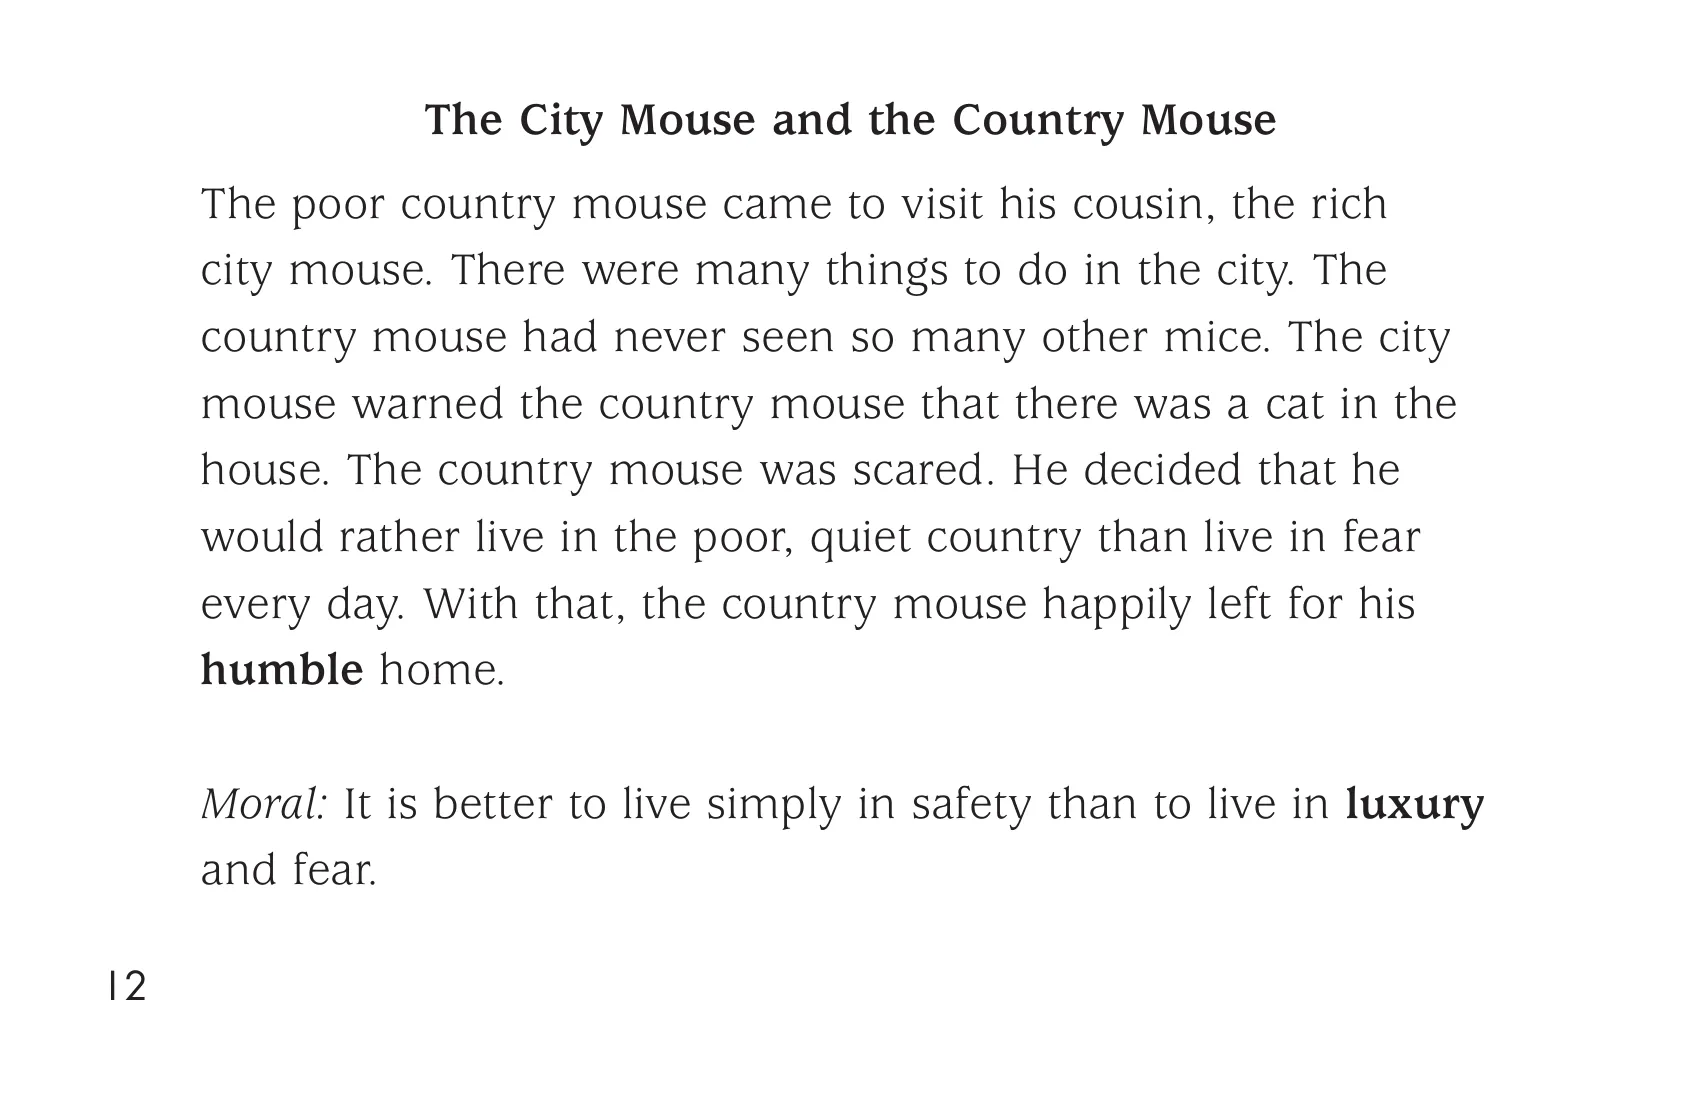 The City Mouse and the Country Mouse
The poor country mouse came to visit his cousin, the rich
city mouse. There were many things to do in the city. The
country mouse had never seen so many other mice. The city
mouse warned the country mouse that there was a cat in the
house. The country mouse was scared. He decided that he
would rather live in the poor, quiet country than live in fear
every day. With that, the country mouse happily left for his
humble home.
Moral: It is better to live simply in safety than to live in luxury
and fear.
12